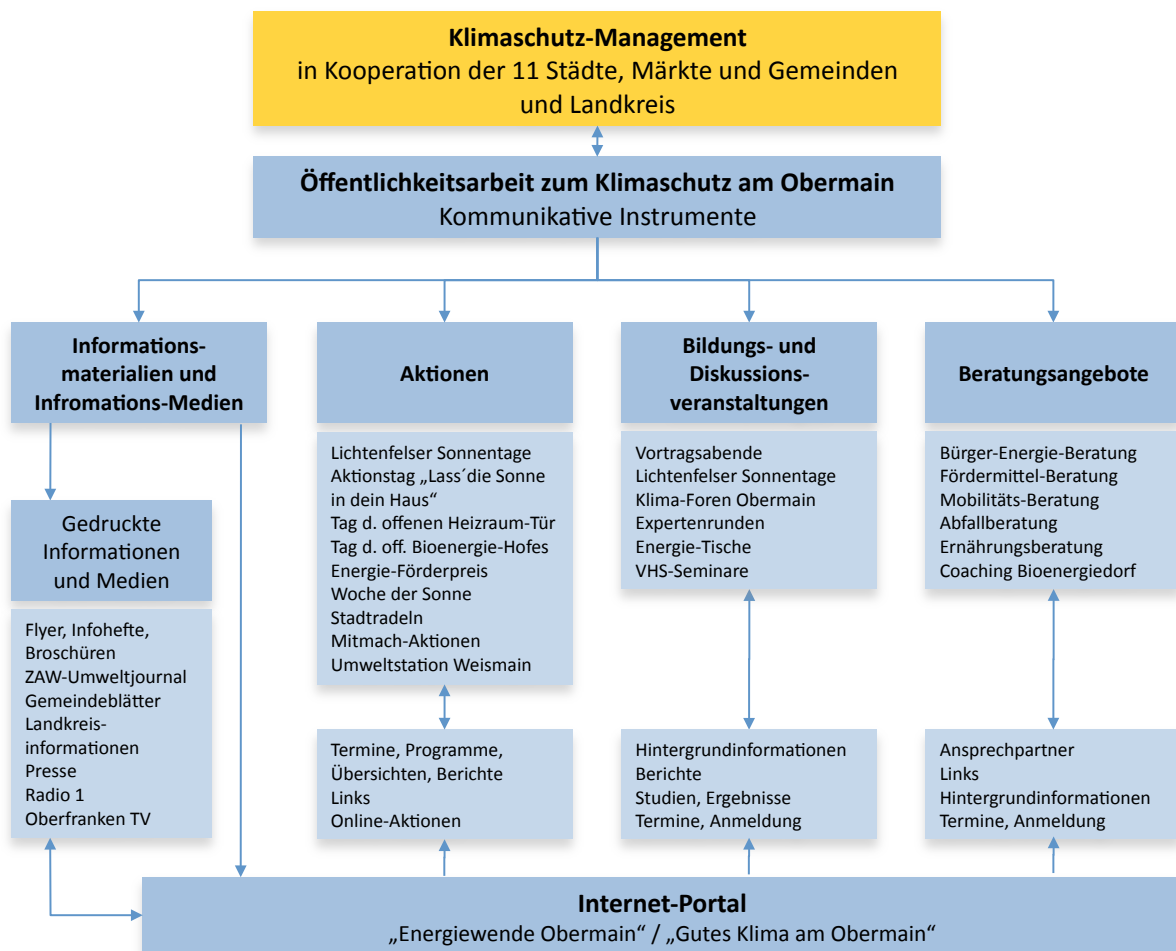 Klimaschutz-Management
in Kooperation der 11 Städte, Märkte und Gemeinden
und Landkreis
Öffentlichkeitsarbeit zum Klimaschutz am Obermain
Kommunikative Instrumente
Informations-
materialien und
Infromations-Medien
Aktionen
Bildungs- und
Diskussions-
veranstaltungen
Beratungsangebote
Gedruckte
Informationen
und Medien
Flyer, Infohefte,
Broschüren
ZAW-Umweltjournal
Gemeindeblätter
Landkreis-
informationen
Presse
Radio 1
Oberfranken TV
Lichtenfelser Sonnentage
Aktionstag „Lass´die Sonne
in dein Haus“
Tag d. offenen Heizraum-Tür
Tag d. off. Bioenergie-Hofes
Energie-Förderpreis
Woche der Sonne
Stadtradeln
Mitmach-Aktionen
Umweltstation Weismain
Termine, Programme,
Übersichten, Berichte
Links
Online-Aktionen
Vortragsabende
Lichtenfelser Sonnentage
Klima-Foren Obermain
Expertenrunden
Energie-Tische
VHS-Seminare
Hintergrundinformationen
Berichte
Studien, Ergebnisse
Termine, Anmeldung
Bürger-Energie-Beratung
Fördermittel-Beratung
Mobilitäts-Beratung
Abfallberatung
Ernährungsberatung
Coaching Bioenergiedorf
Ansprechpartner
Links
Hintergrundinformationen
Termine, Anmeldung
Internet-Portal
„Energiewende Obermain“ / „Gutes Klima am Obermain“